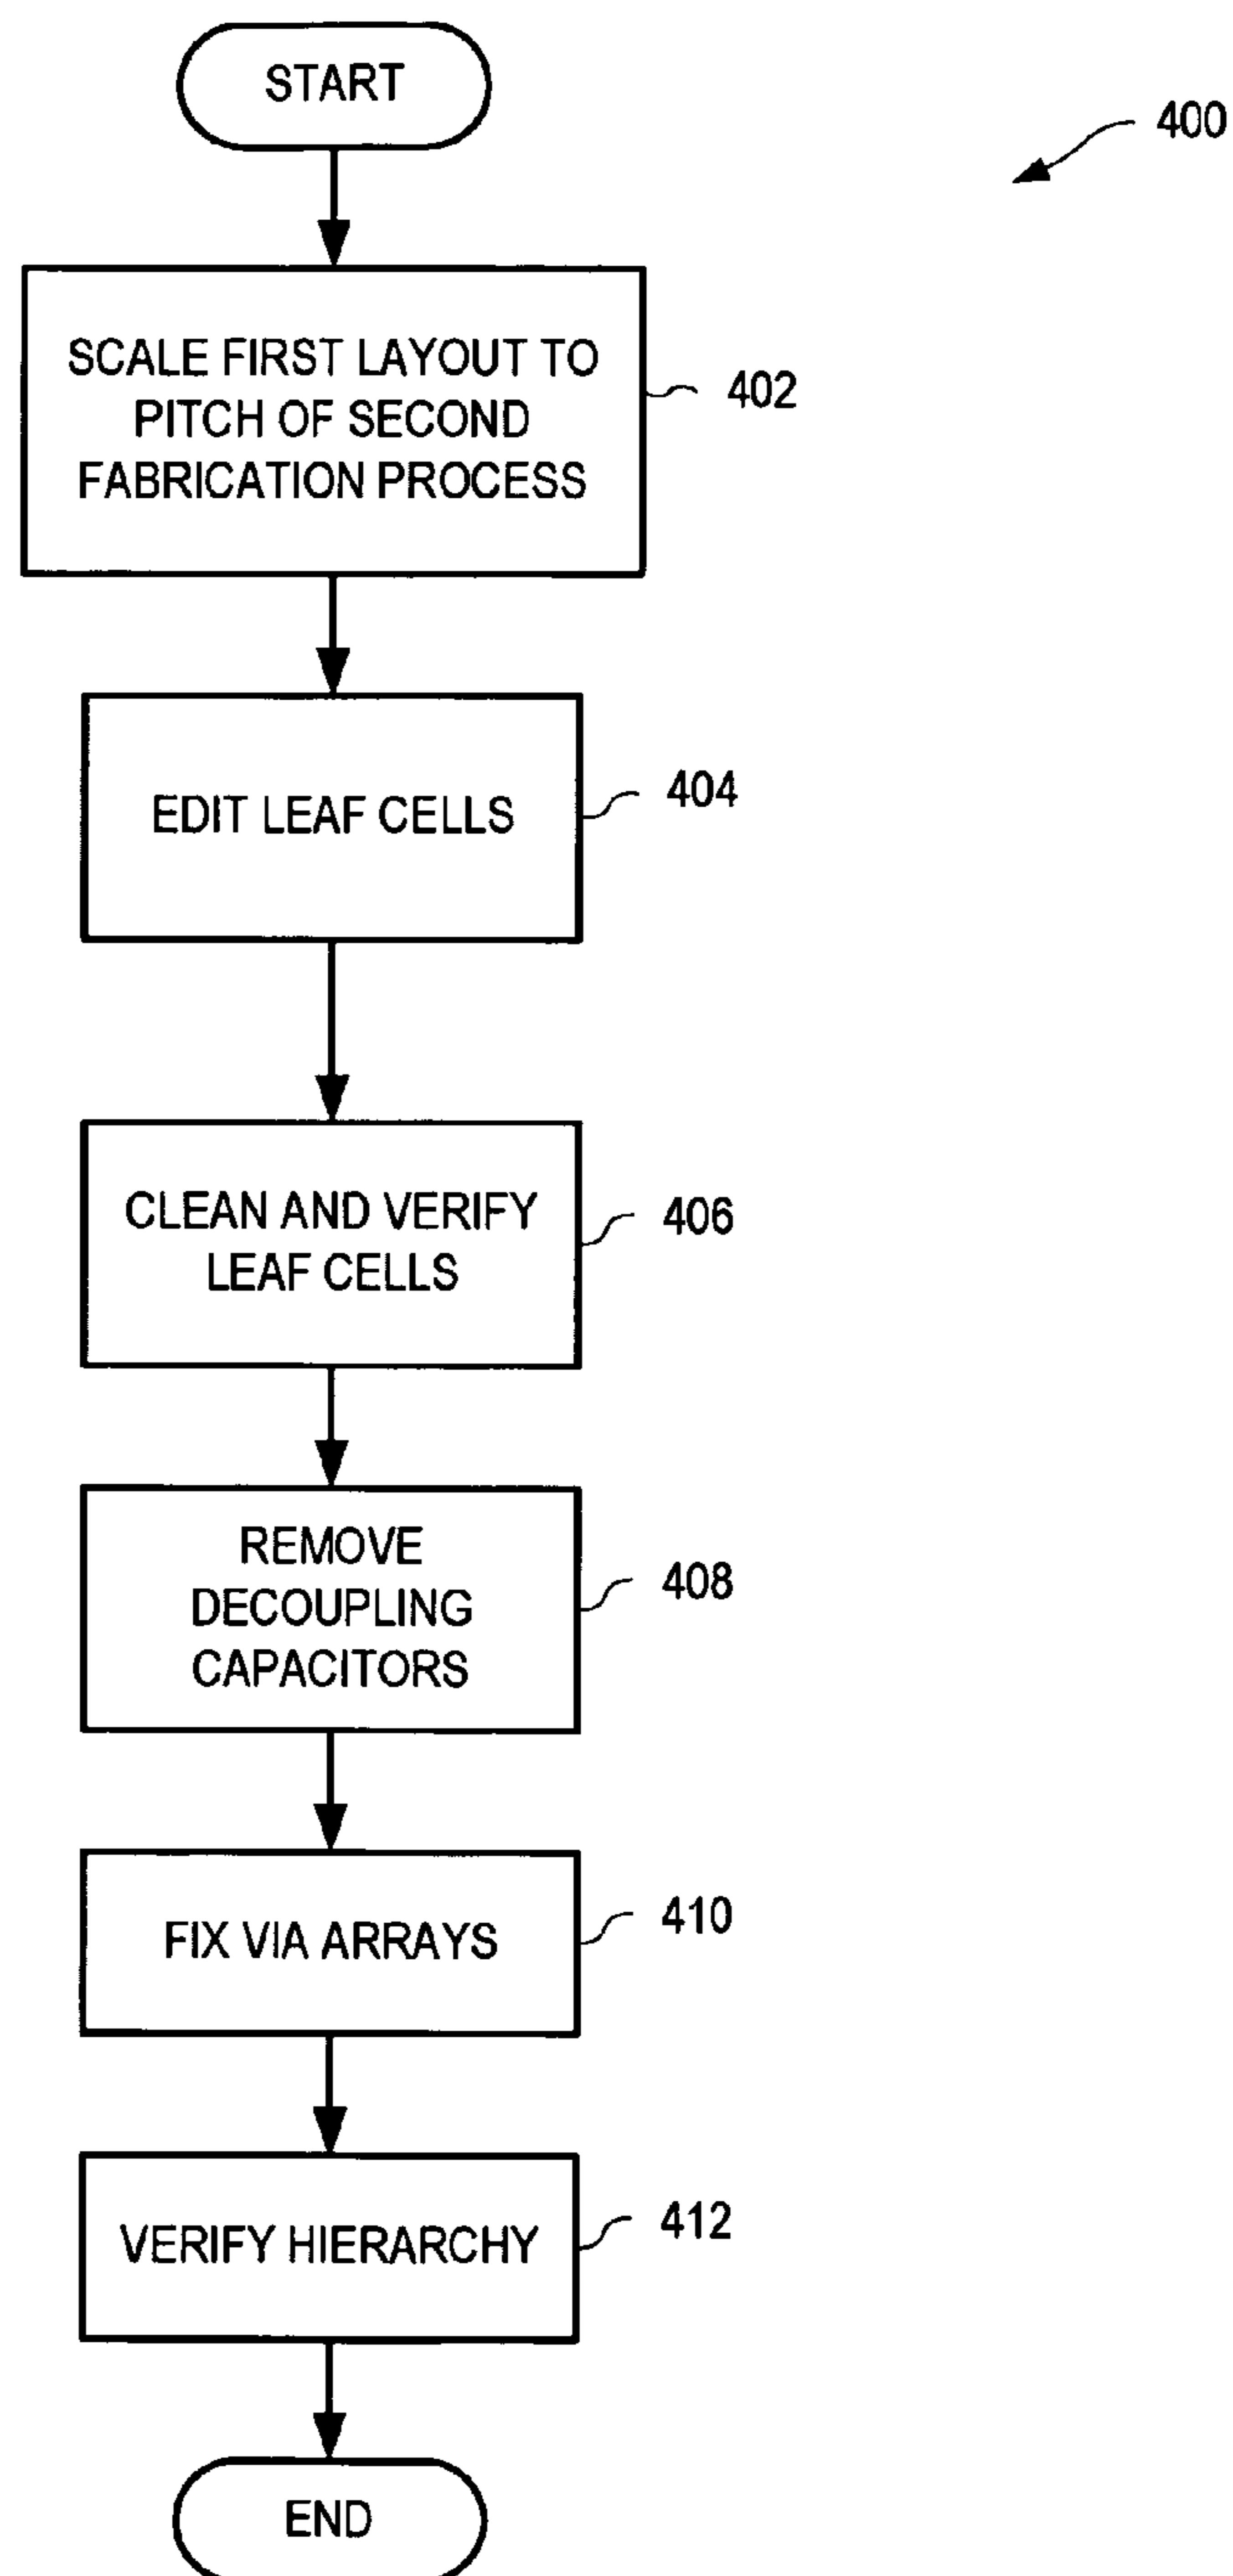 START
400
SCALE FIRST LAYOUT TO
PITCH OF SECOND
FABRICATION PROCESS
402
EDIT LEAF CELLS
404
CLEAN AND VERIFY
LEAF CELLS
406
REMOVE
DECOUPLING
CAPACITORS
408
FIX VIA ARRAYS
410
VERIFY HIERARCHY
412
END